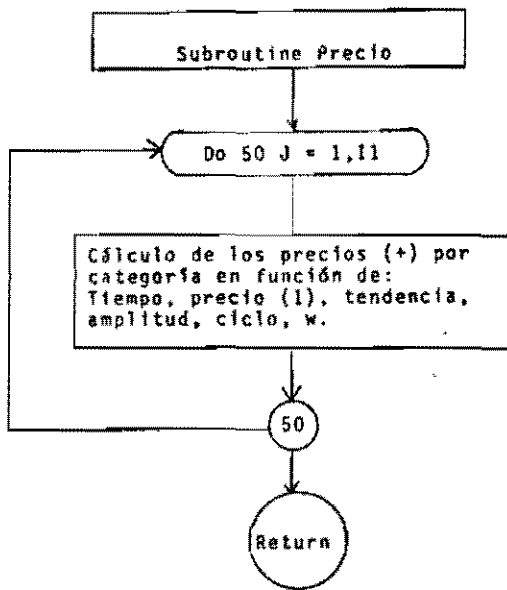 Subroutine Precio
Do 50 J = 1,I1
Cálculo de los precios (+) por
categoría en función de:
Tiempo, precio (1), tendencia,
amplitud, ciclo, w.
50
Return